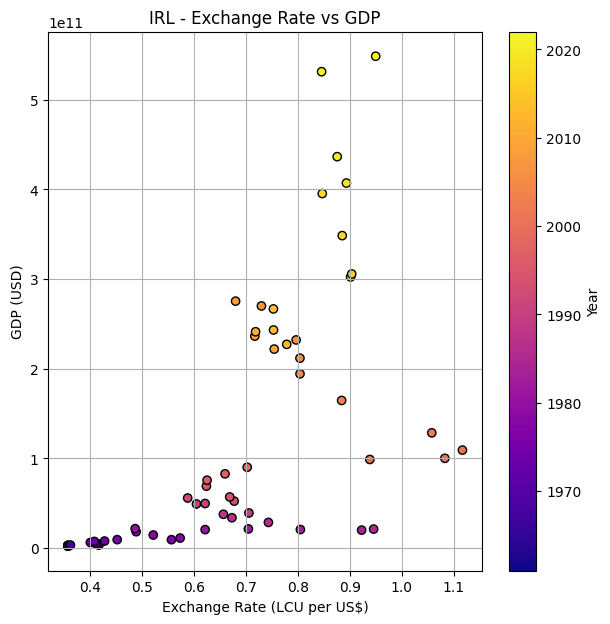 IRL - Exchange Rate vs GDP
1e11
5
4
3
2
1
0
GDP (USD)
0.4 0.5 0.6 0.7 0.8 0.9 1.0 1.1
Exchange Rate (LCU per US$)
2020
2010
2000
1990
1980
1970
Year